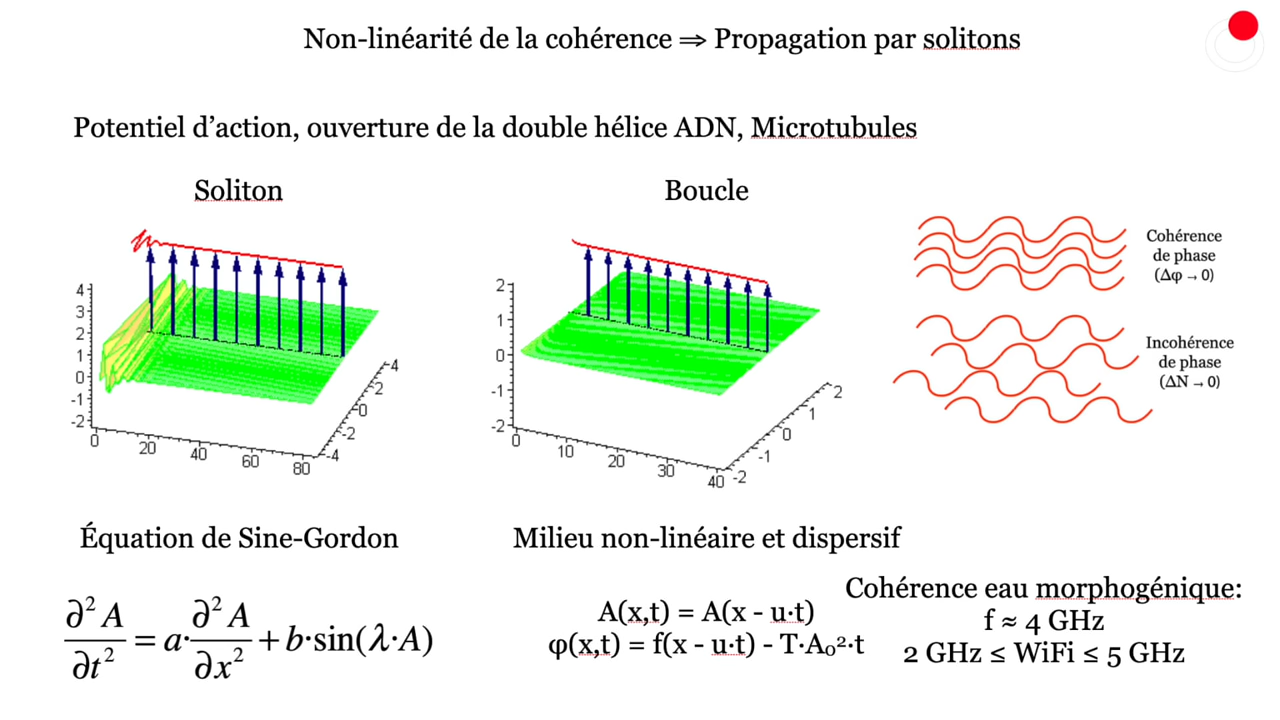 Non-linéarité de la cohérence ⇒ Propagation par solitons
Potentiel d’action, ouverture de la double hélice ADN, Microtubules
Soliton
4
3
2
1
0
-1
-2
0
20
40
60
80
-4
-2
0
2
4
Boucle
2
1
0
-1
-2
0
10
20
30
40
-2
-1
0
1
2
Cohérence
de phase
(Δφ → 0)
Incohérence
de phase
(ΔN → 0)
Équation de Sine-Gordon
∂² A / ∂t² = a·∂² A / ∂x² + b·sin(λ·A)
Milieu non-linéaire et dispersif
A(x,t) = A(x - u·t)
φ(x,t) = f(x - u·t) - T·A₀²·t
Cohérence eau morphogénique:
f ≈ 4 GHz
2 GHz ≤ WiFi ≤ 5 GHz